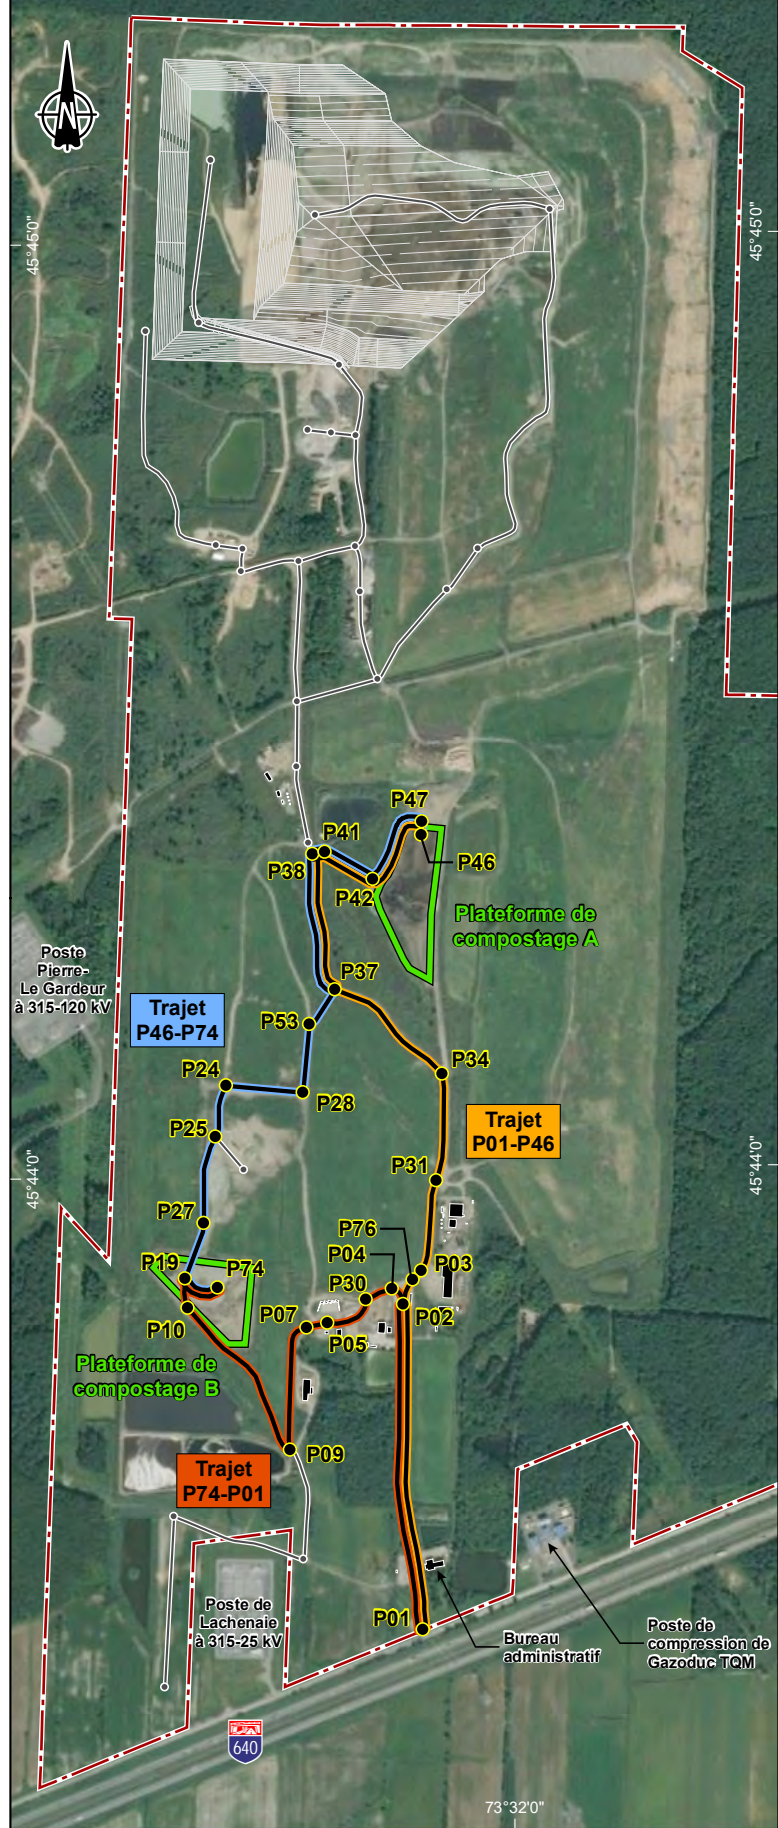 N
45°45'0"
45°45'0"
P47
P41
P38
P46
P42
Plateforme de
compostage A
Poste
Pierre-
Le Gardeur
à 315-120 kV
P37
Trajet
P46-P74
P53
P34
P24
P28
Trajet
P01-P46
P25
P31
45°44'0"
45°44'0"
P27
P76
P04
P19
P74
P03
P30
P10
P07
P02
P05
Plateforme de
compostage B
P09
Trajet
P74-P01
Poste de
Lachenaie
à 315-25 kV
P01
Bureau
administratif
Poste de
compression de
Gazoduc TQM
640
73°32'0"